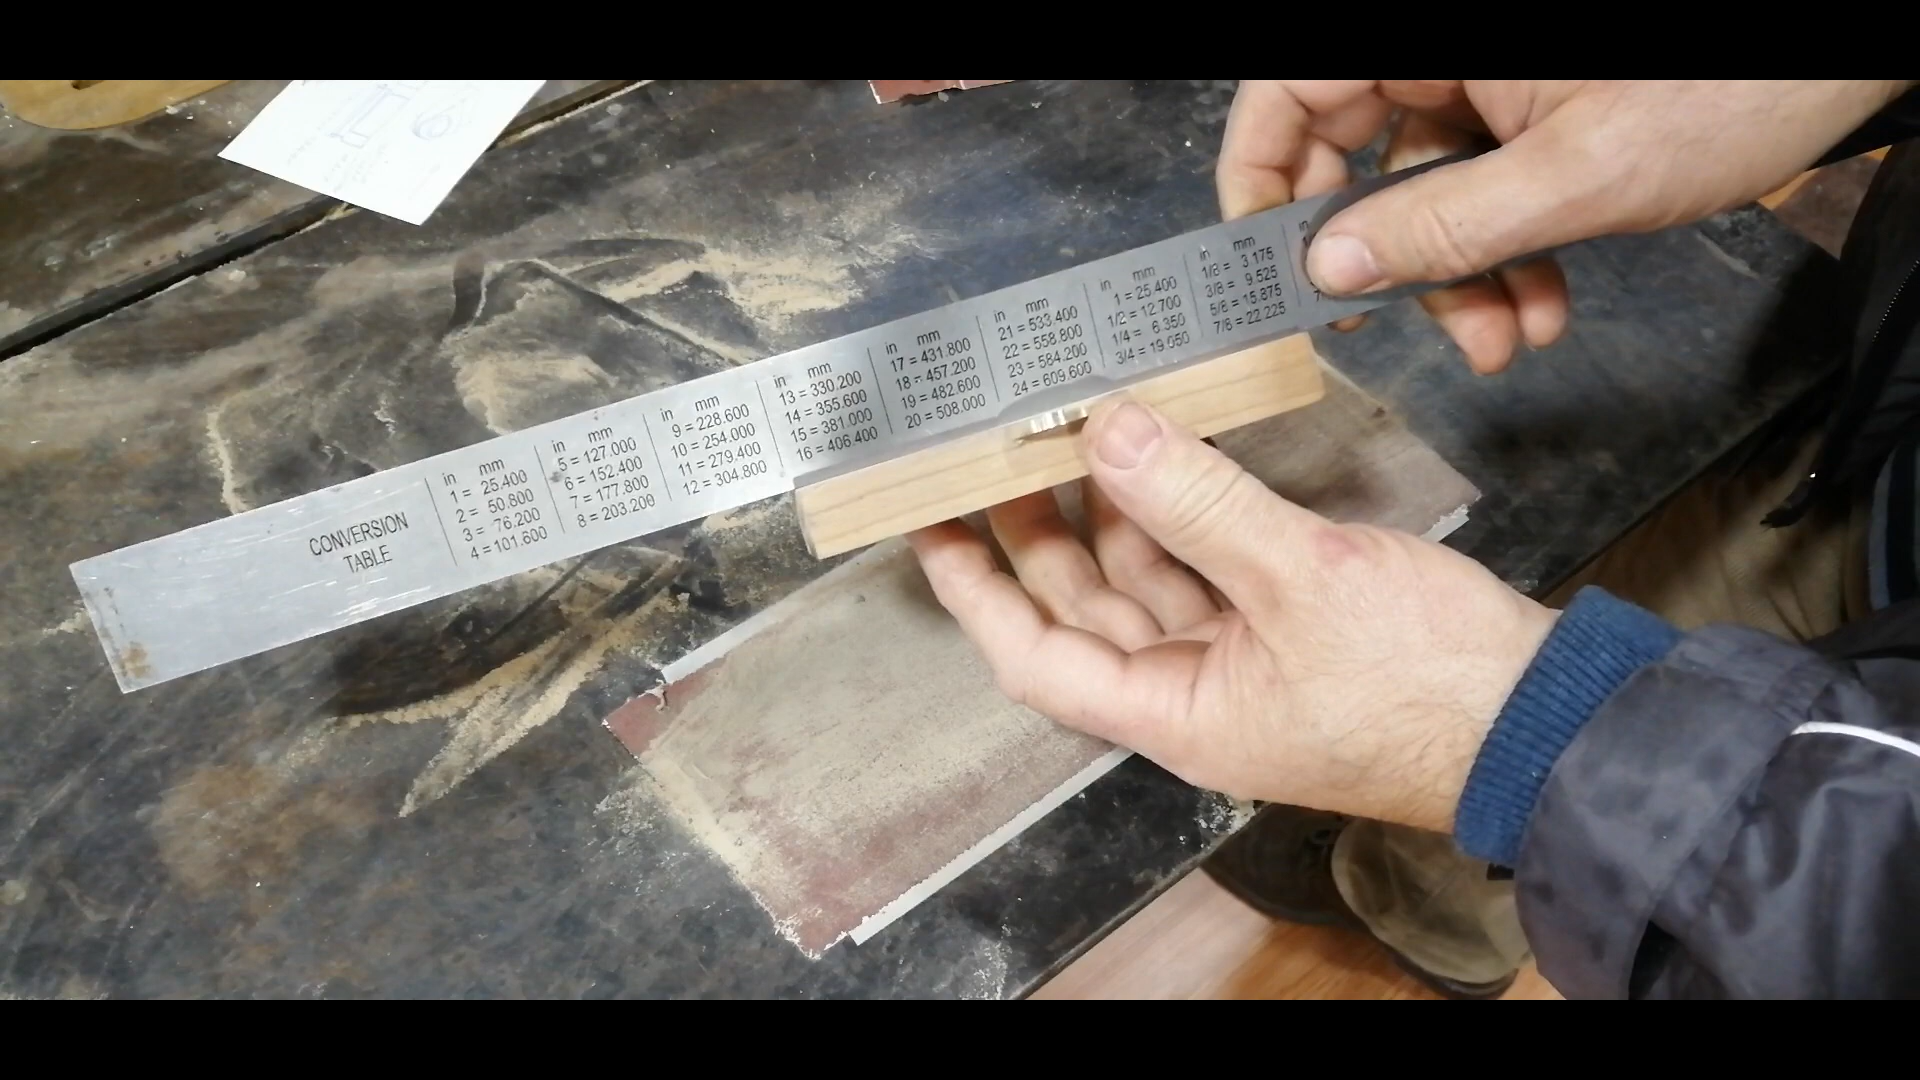 CONVERSION
TABLE
in mm
1 = 25.400
2 = 50.800
3 = 76.200
4 = 101.600
in mm
5 = 127.000
6 = 152.400
7 = 177.800
8 = 203.200
in mm
9 = 228.600
10 = 254.000
11 = 279.400
12 = 304.800
in mm
13 = 330.200
14 = 355.600
15 = 381.000
16 = 406.400
in mm
17 = 431.800
18 = 457.200
19 = 482.600
20 = 508.000
in mm
21 = 533.400
22 = 558.800
23 = 584.200
24 = 609.600
in mm
1 = 25.400
1/2 = 12.700
1/4 = 6.350
3/4 = 19.050
in mm
1/8 = 3.175
3/8 = 9.525
5/8 = 15.875
7/8 = 22.225
in